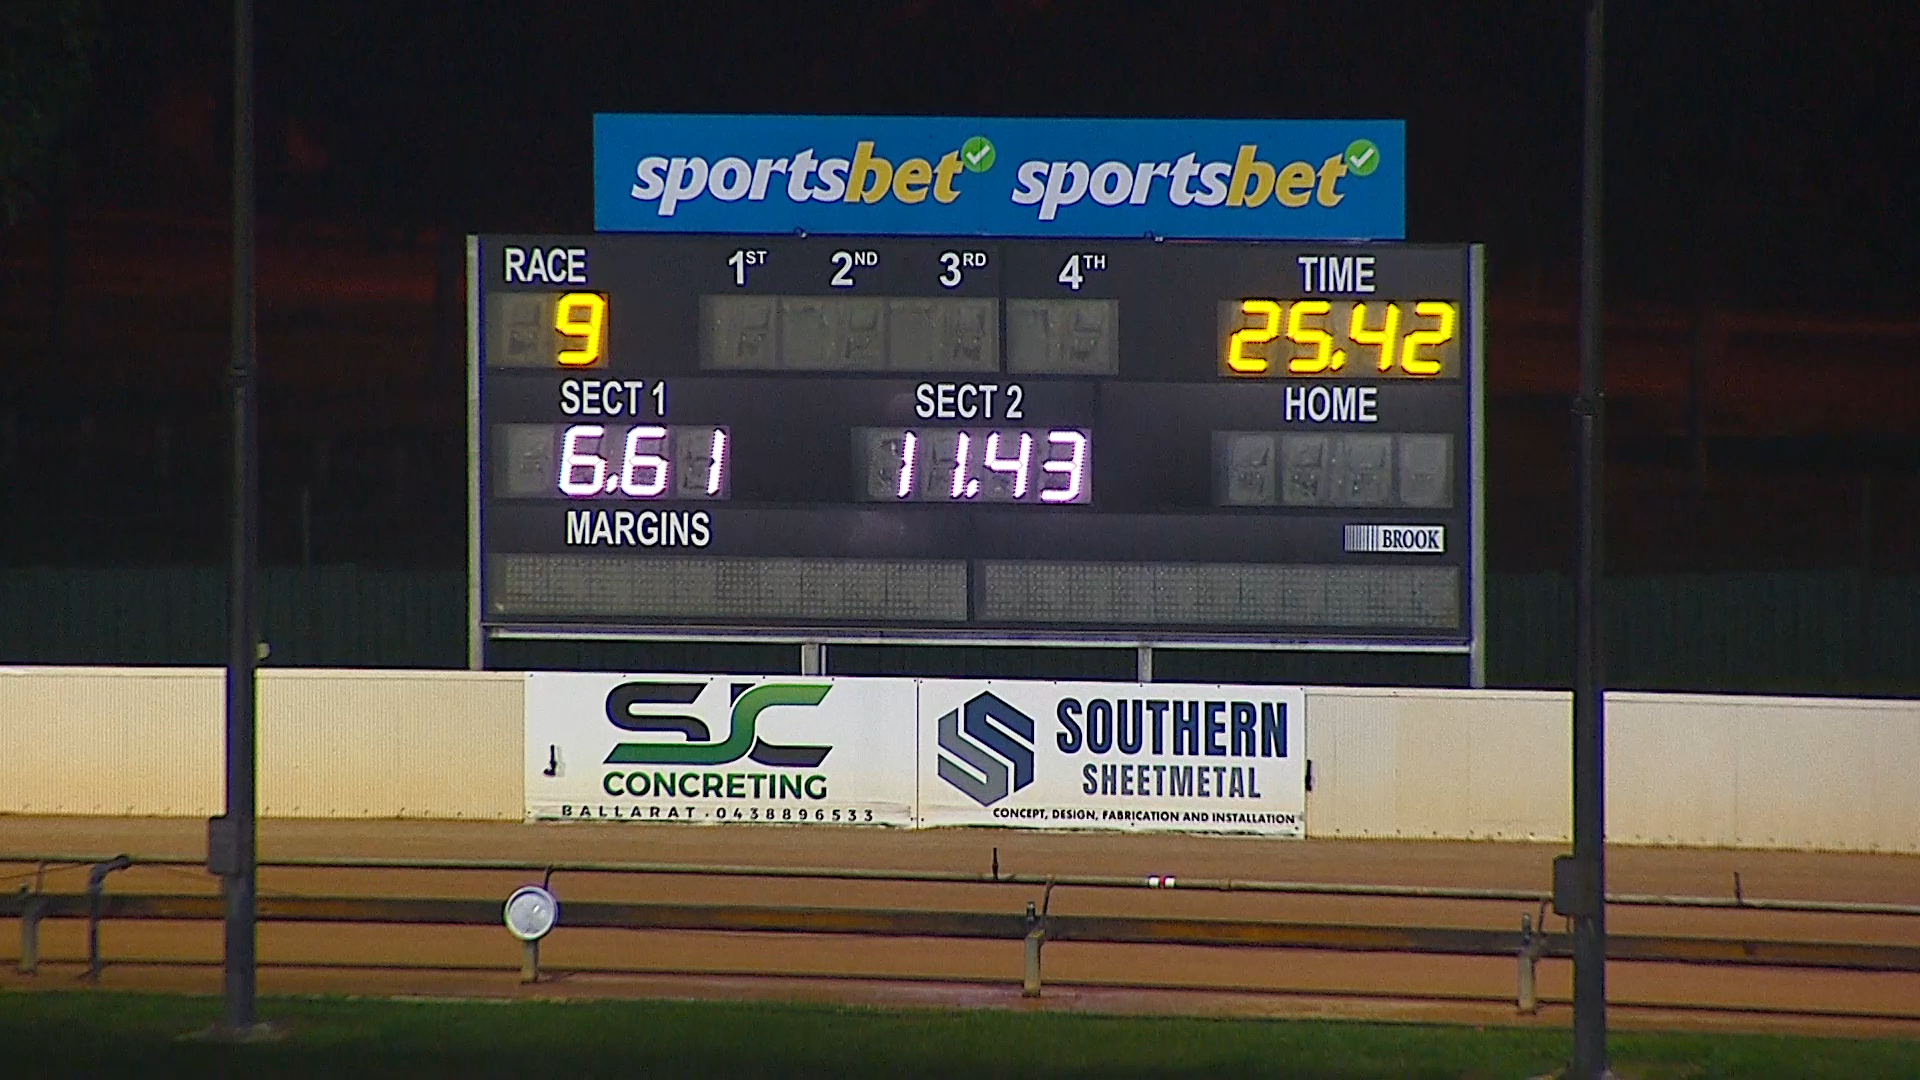 sportsbet sportsbet
RACE 1ST 2ND 3RD 4TH TIME
9 25.42
SECT 1 SECT 2 HOME
6.61 11.43
MARGINS BROOK
SJC
CONCRETING
BALLARAT · 0438896533
SOUTHERN
SHEETMETAL
CONCEPT, DESIGN, FABRICATION AND INSTALLATION